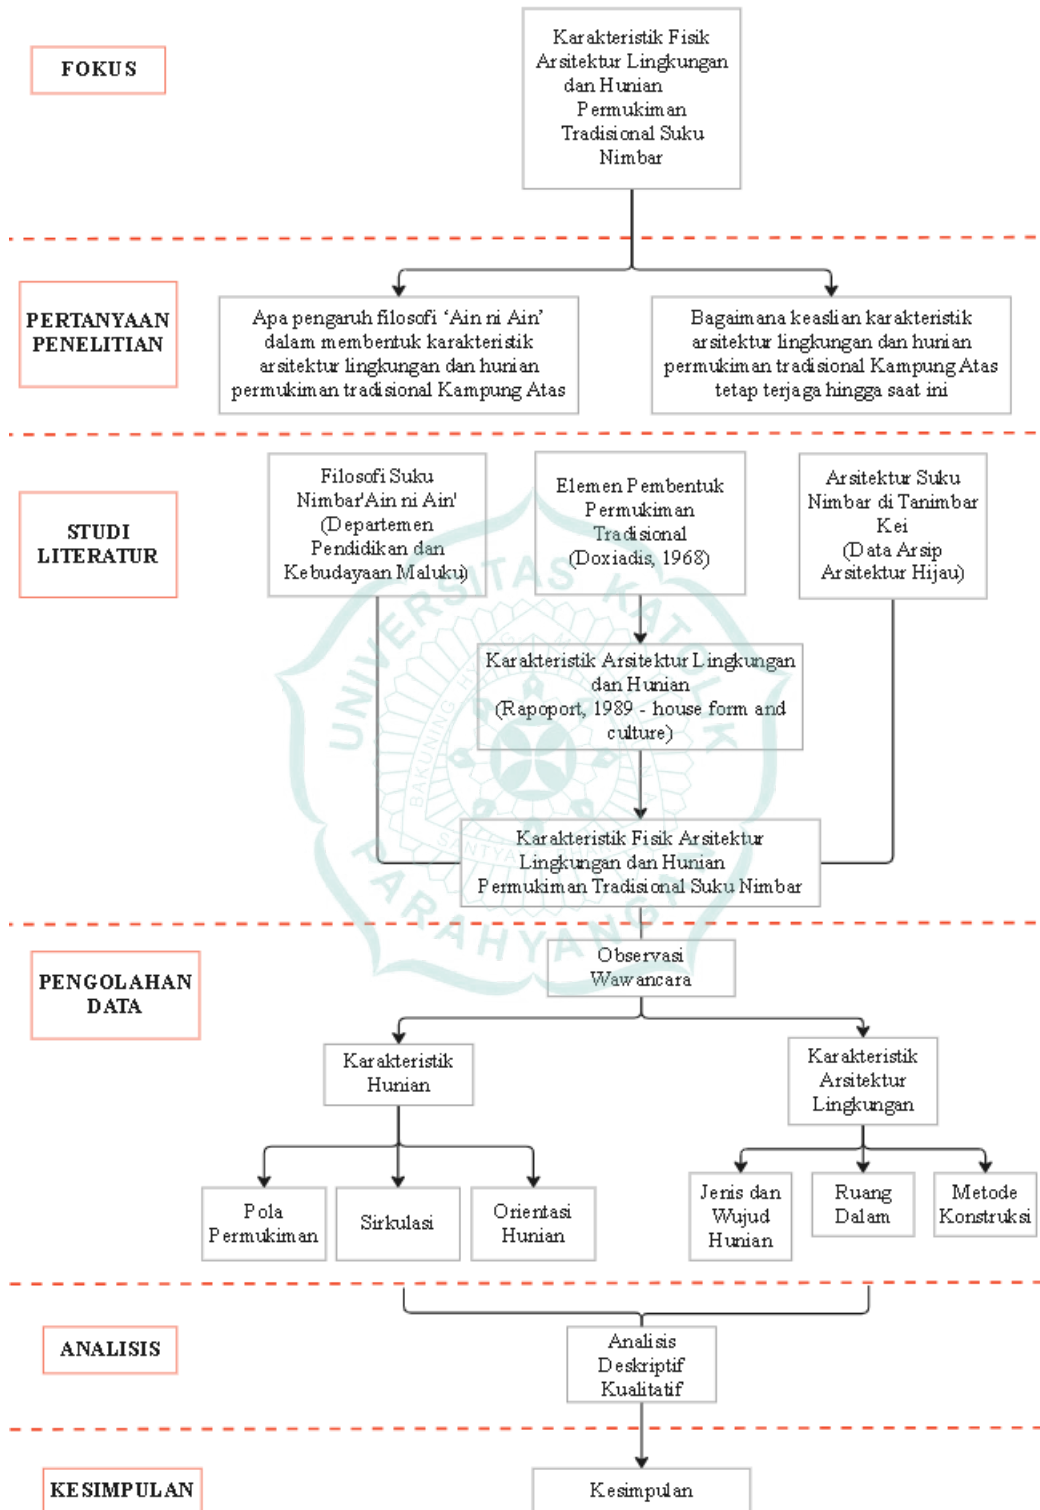 FOKUS
Karakteristik Fisik
Arsitektur Lingkungan
dan Hunian
Permukiman
Tradisional Suku
Nimbar
PERTANYAAN
PENELITIAN
Apa pengaruh filosofi ‘Ain ni Ain’
dalam membentuk karakteristik
arsitektur lingkungan dan hunian
permukiman tradisional Kampung Atas
Bagaimana keaslian karakteristik
arsitektur lingkungan dan hunian
permukiman tradisional Kampung Atas
tetap terjaga hingga saat ini
STUDI
LITERATUR
Filosofi Suku
Nimbar'Ain ni Ain'
(Departemen
Pendidikan dan
Kebudayaan Maluku)
Elemen Pembentuk
Permukiman
Tradisional
(Doxiadis, 1968)
Arsitektur Suku
Nimbar di Tanimbar
Kei
(Data Arsip
Arsitektur Hijau)
Karakteristik Arsitektur Lingkungan
dan Hunian
(Rapoport, 1989 - house form and
culture)
Karakteristik Fisik Arsitektur
Lingkungan dan Hunian
Permukiman Tradisional Suku Nimbar
UNIVERSITAS KATOLIK
PARAHYANGAN
PENGOLAHAN
DATA
Observasi
Wawancara
Karakteristik
Hunian
Karakteristik
Arsitektur
Lingkungan
Pola
Permukiman
Sirkulasi
Orientasi
Hunian
Jenis dan
Wujud
Hunian
Ruang
Dalam
Metode
Konstruksi
ANALISIS
Analisis
Deskriptif
Kualitatif
KESIMPULAN
Kesimpulan